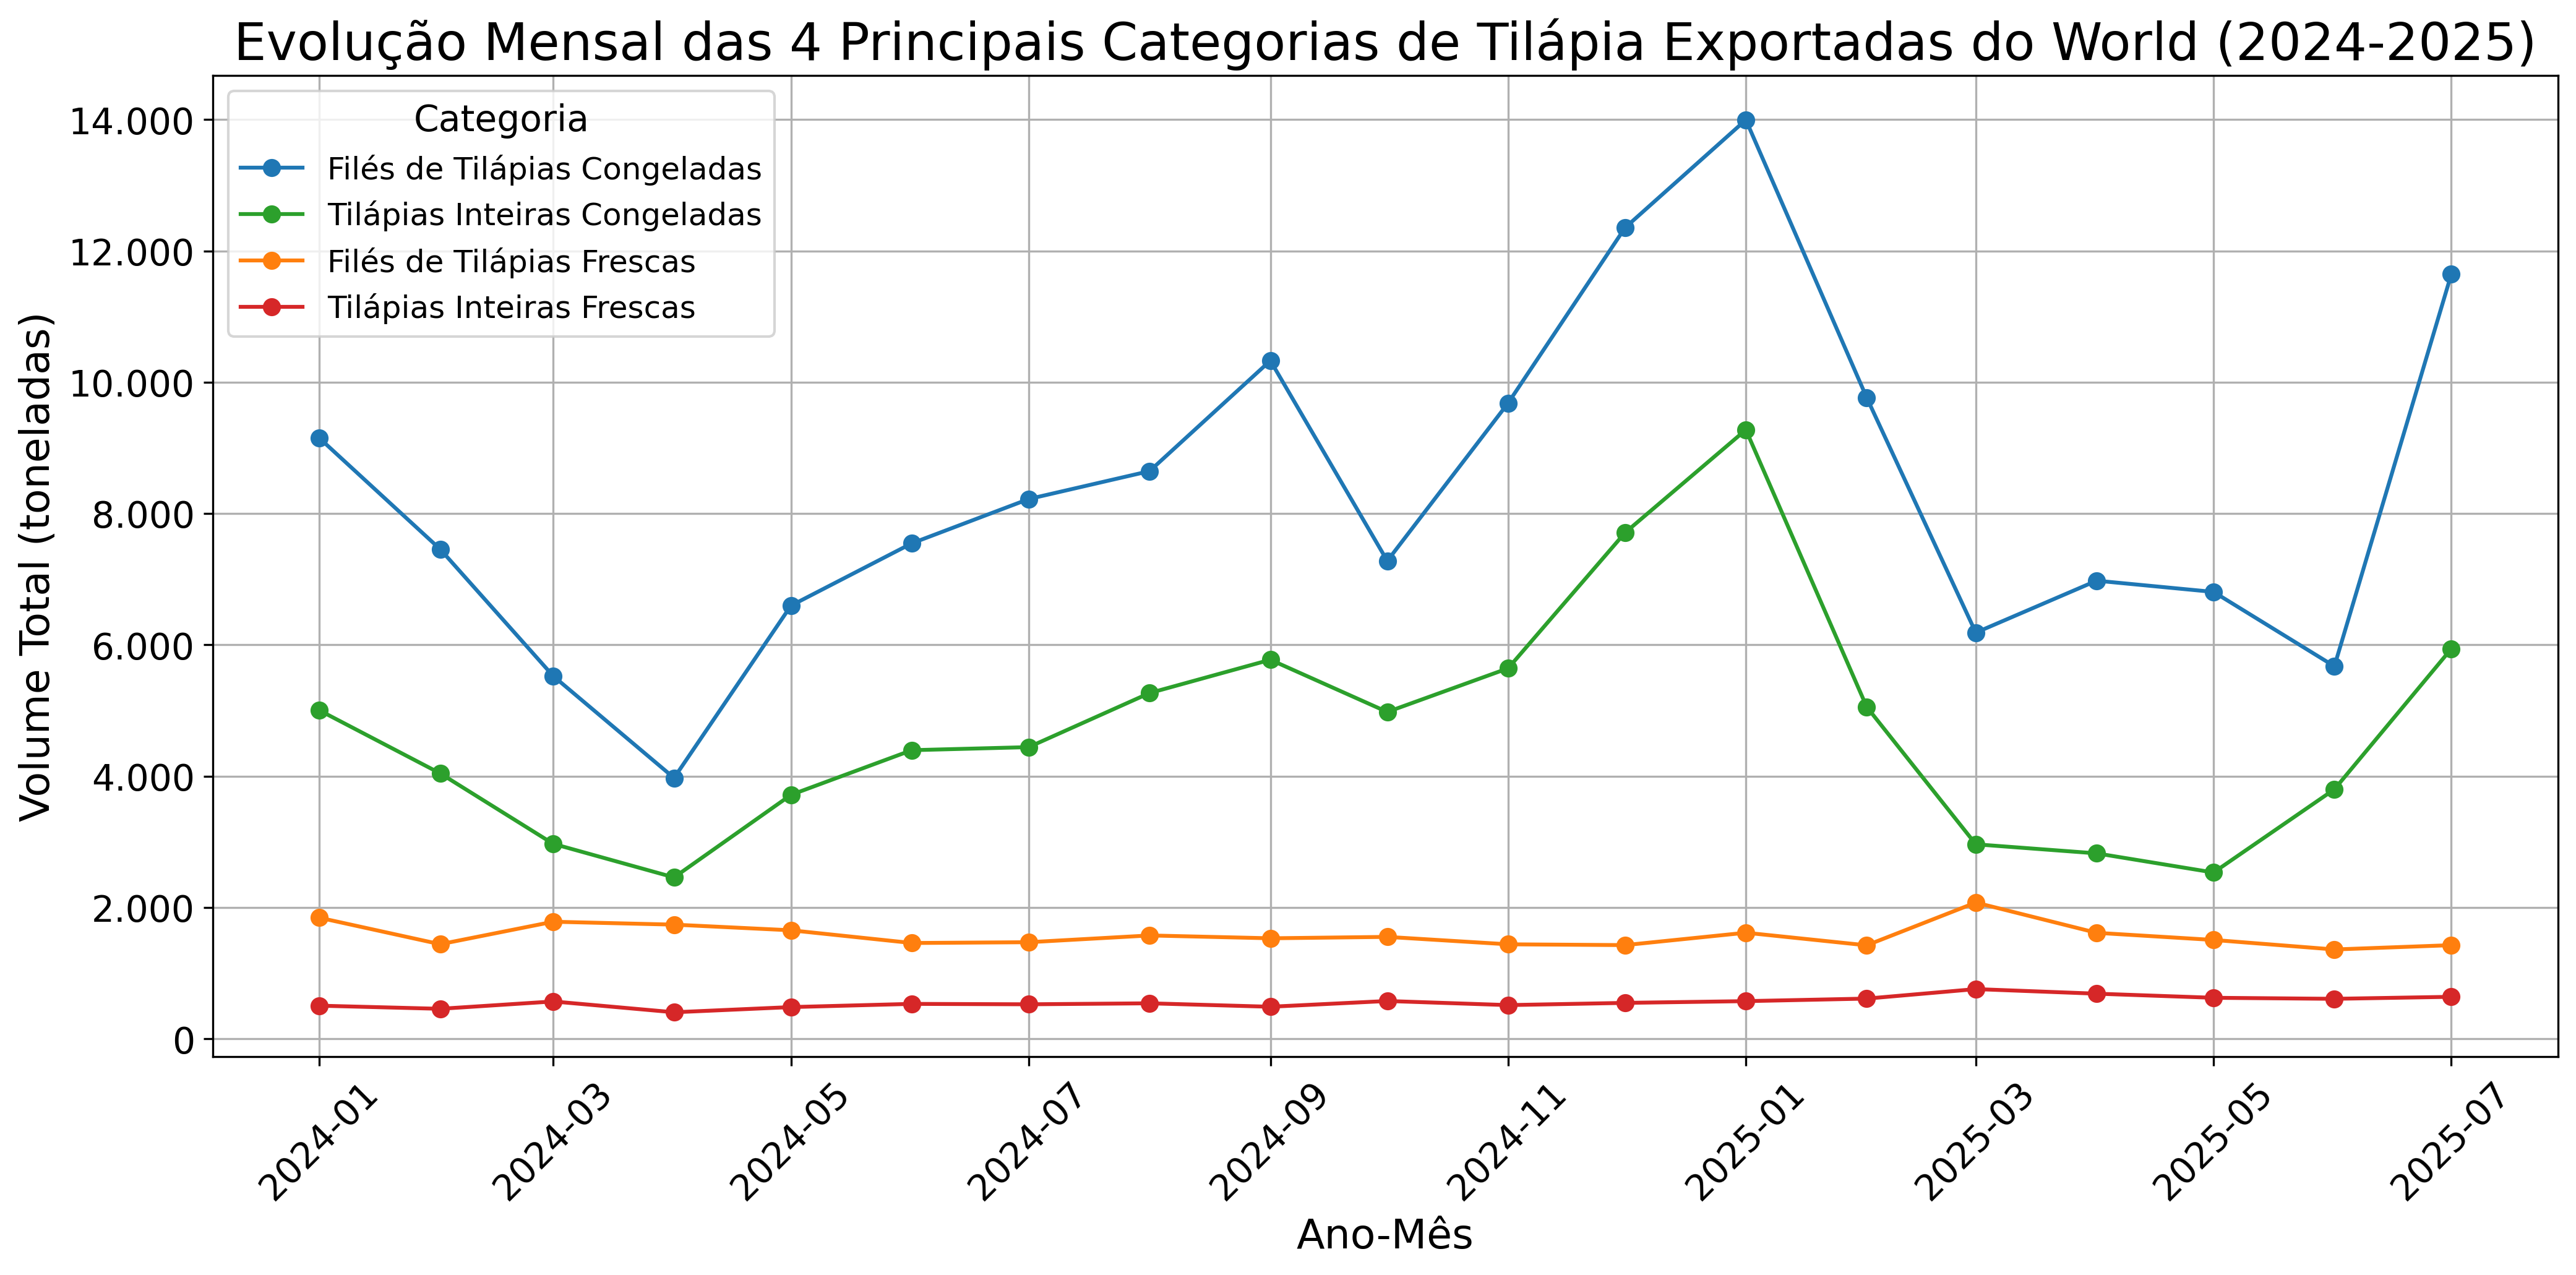 Evolução Mensal das 4 Principais Categorias de Tilápia Exportadas do World (2024-2025)
Categoria
Filés de Tilápias Congeladas
Tilápias Inteiras Congeladas
Filés de Tilápias Frescas
Tilápias Inteiras Frescas
Volume Total (toneladas)
14.000
12.000
10.000
8.000
6.000
4.000
2.000
0
2024-01
2024-03
2024-05
2024-07
2024-09
2024-11
2025-01
2025-03
2025-05
2025-07
Ano-Mês